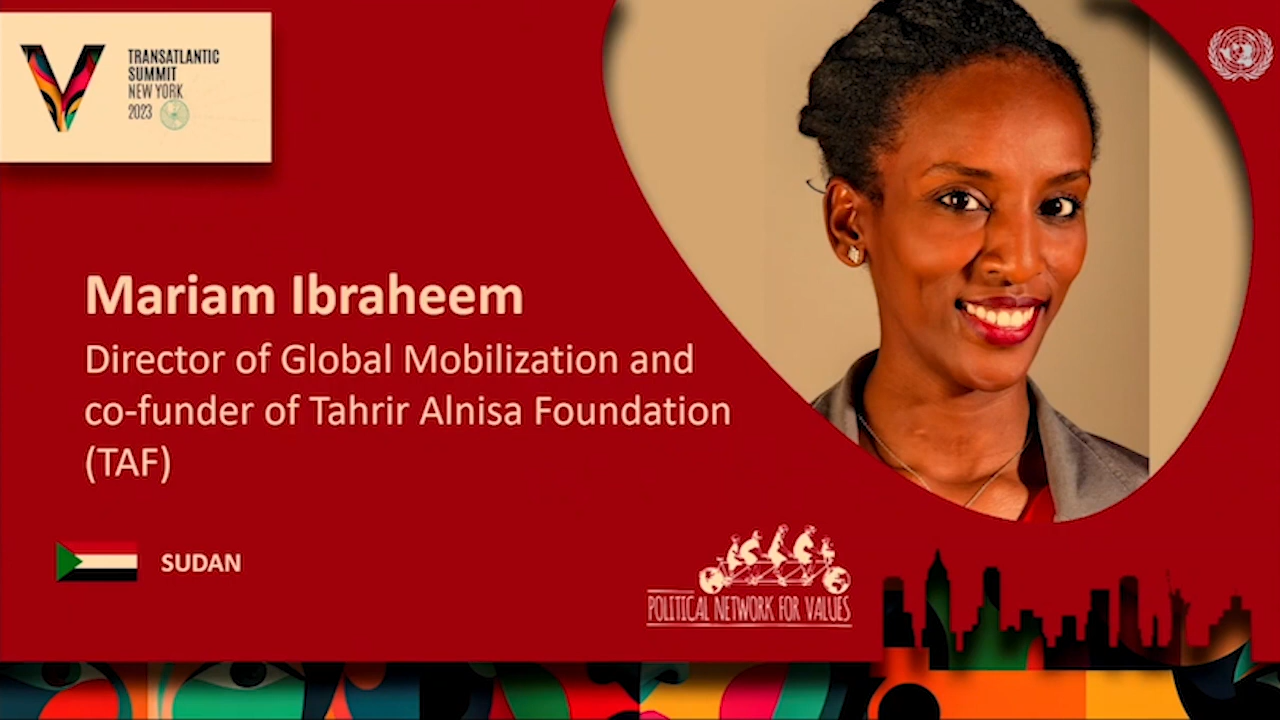 V
TRANSATLANTIC
SUMMIT
NEW YORK
2023
Mariam Ibraheem
Director of Global Mobilization and
co-funder of Tahrir Alnisa Foundation
(TAF)
SUDAN
POLITICAL NETWORK FOR VALUES